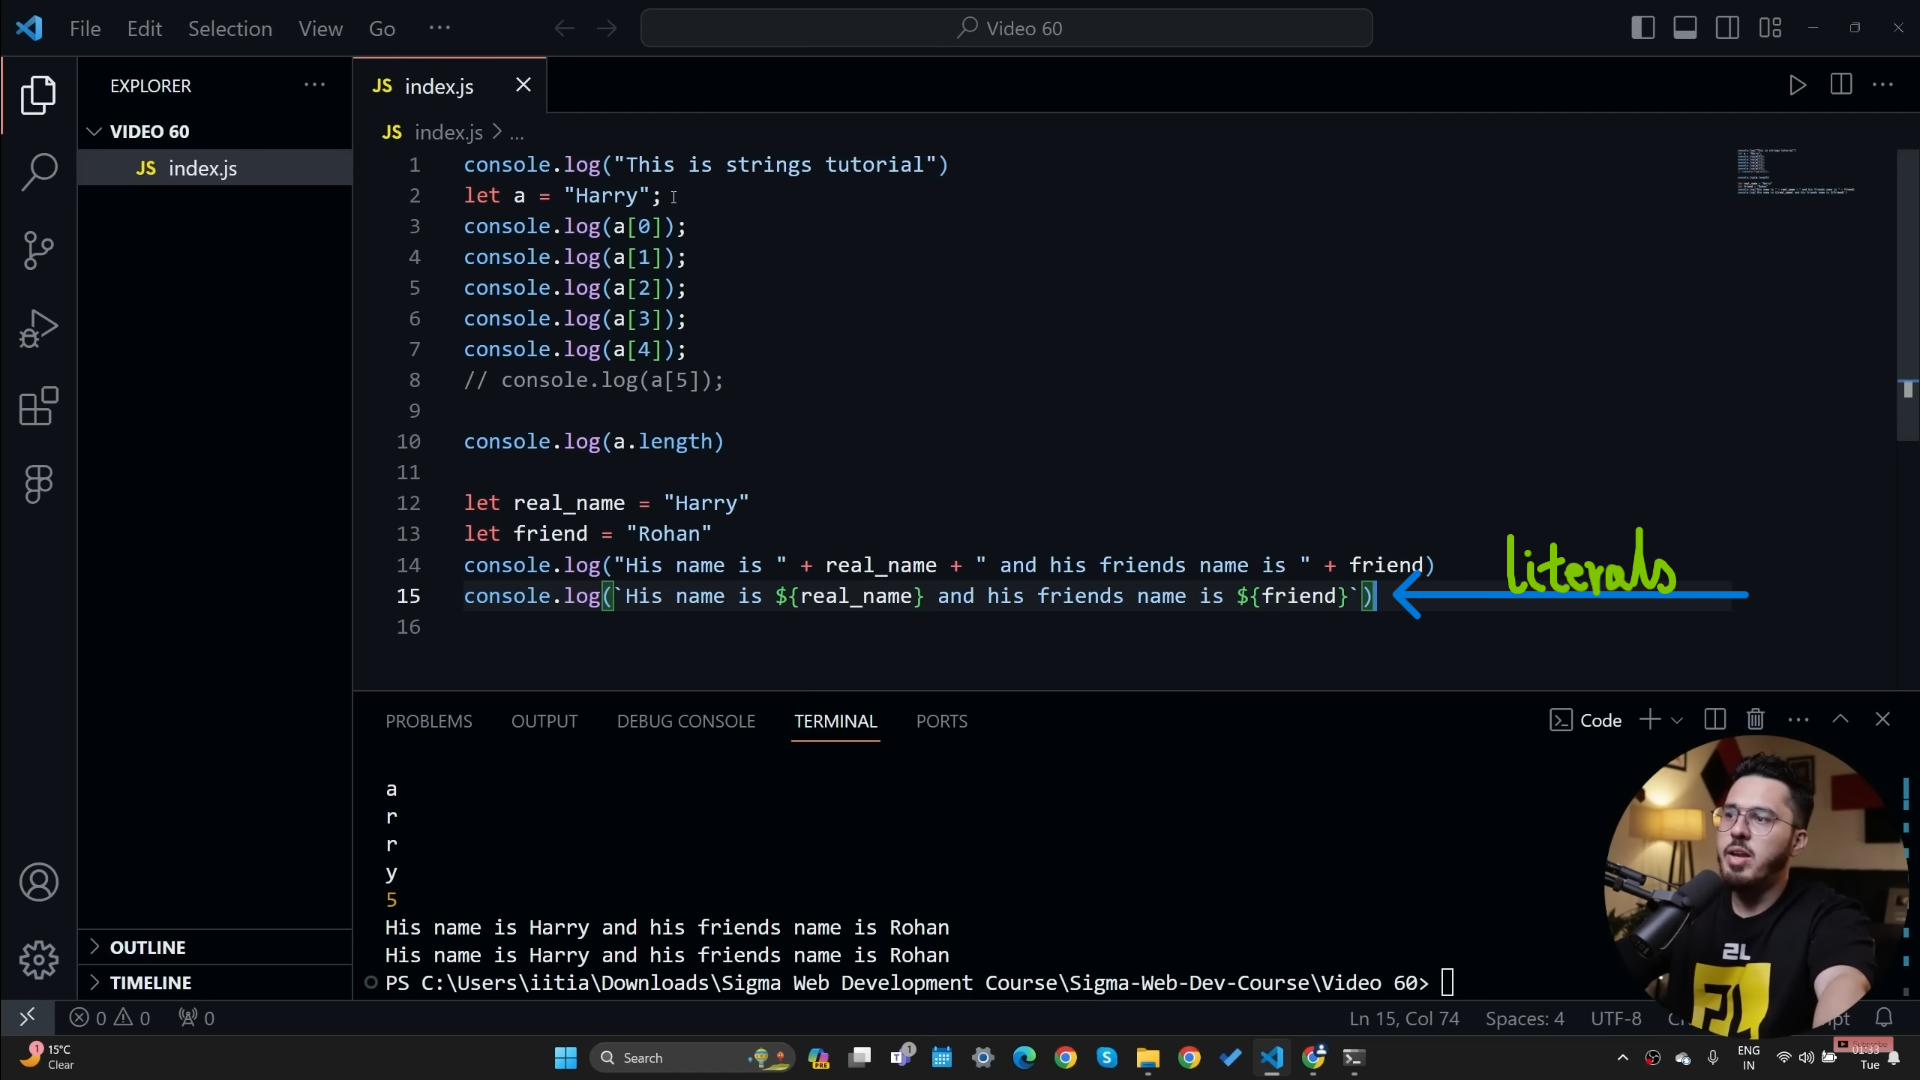 File Edit Selection View Go ···
Video 60
EXPLORER ···
JS index.js
VIDEO 60
JS index.js
JS index.js > ...
1 console.log("This is strings tutorial")
2 let a = "Harry";
3 console.log(a[0]);
4 console.log(a[1]);
5 console.log(a[2]);
6 console.log(a[3]);
7 console.log(a[4]);
8 // console.log(a[5]);
9
10 console.log(a.length)
11
12 let real_name = "Harry"
13 let friend = "Rohan"
14 console.log("His name is " + real_name + " and his friends name is " + friend)
literals
15 console.log(`His name is ${real_name} and his friends name is ${friend}`)
16
PROBLEMS OUTPUT DEBUG CONSOLE TERMINAL PORTS
Code
a
r
r
y
5
His name is Harry and his friends name is Rohan
His name is Harry and his friends name is Rohan
PS C:\Users\iitia\Downloads\Sigma Web Development Course\Sigma-Web-Dev-Course\Video 60>
OUTLINE
TIMELINE
0 0 0
Ln 15, Col 74 Spaces: 4 UTF-8
15°C
Clear
Search
PRE
ENG
IN
01:33
Tue
Subscribe